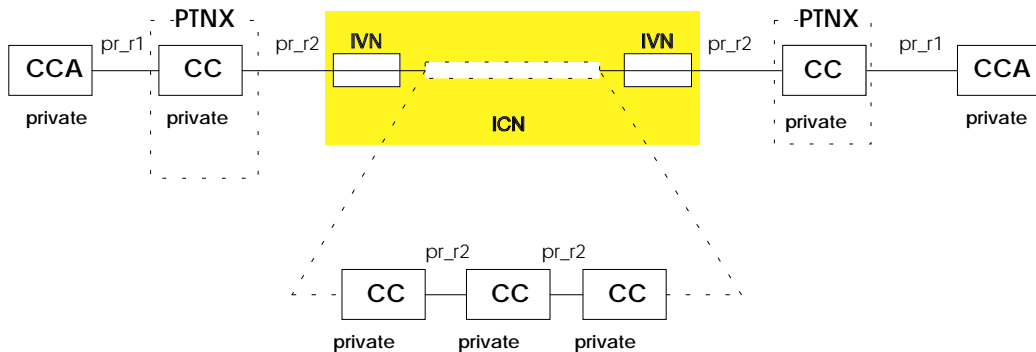 PTNX PTNX
pr_r1 pr_r2 IVN IVN pr_r2 pr_r1
CCA CC CC CCA
private private private private
ICN
pr_r2 pr_r2
CC CC CC
private private private